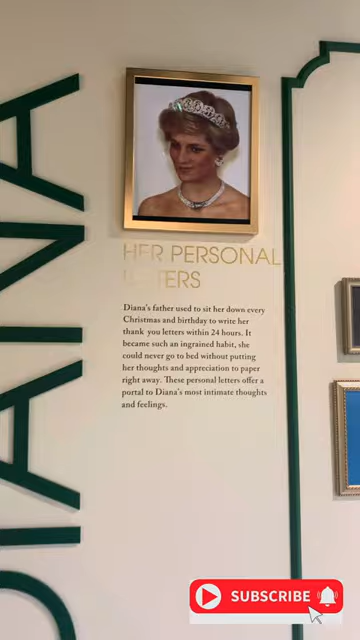 DIANA
HER PERSONAL
LETTERS
Diana's father used to sit her down every
Christmas and birthday to write her
thank you letters within 24 hours. It
became such an ingrained habit, she
could never go to bed without putting
her thoughts and appreciation to paper
right away. These personal letters offer a
portal to Diana's most intimate thoughts
and feelings.
SUBSCRIBE